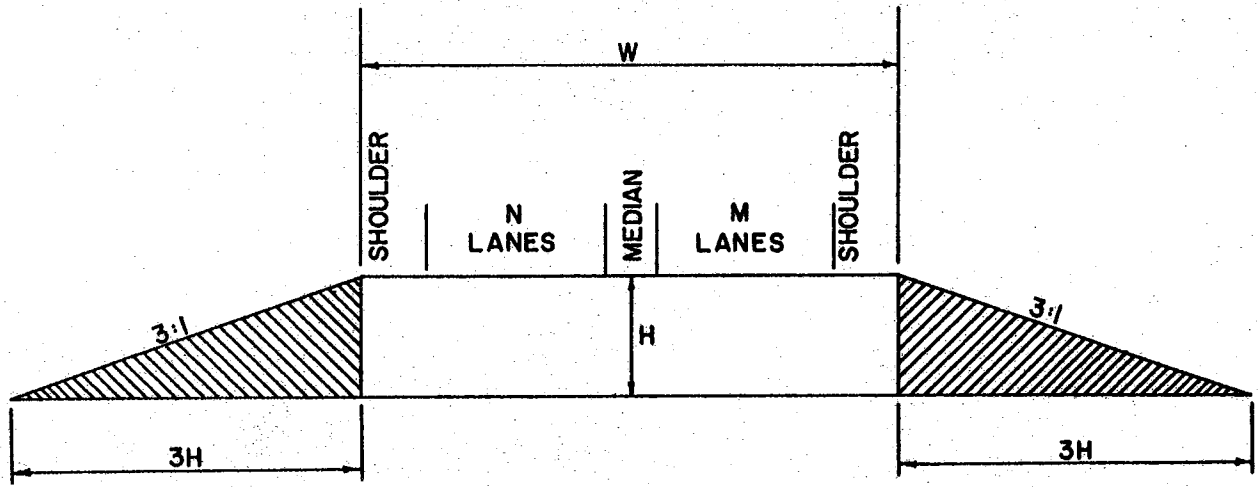 W
SHOULDER
N
LANES
MEDIAN
M
LANES
SHOULDER
3:1
H
3:1
3H
3H